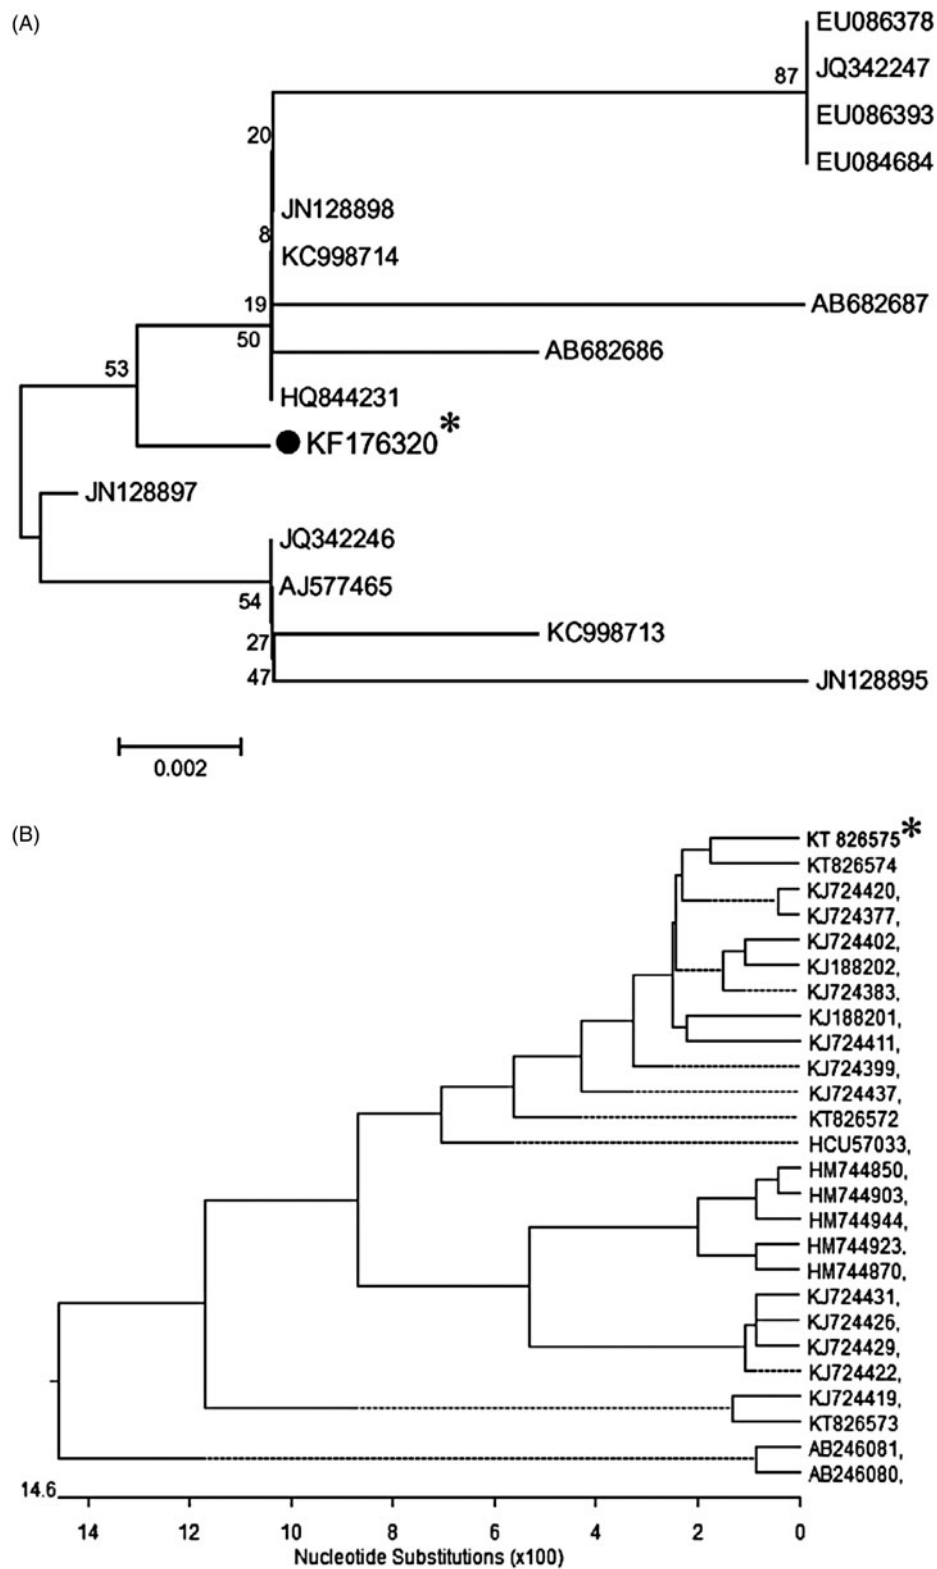 (A)
EU086378
87
JQ342247
EU086393
20
EU084684
JN128898
8
KC998714
19
AB682687
50
AB682686
53
HQ844231
KF176320*
JN128897
JQ342246
AJ577465
54
KC998713
27
47
JN128895
0.002
(B)
KT 826575*
KT826574
KJ724420,
KJ724377,
KJ724402,
KJ188202,
KJ724383.
KJ188201,
KJ724411,
KJ724399,
KJ724437,
KT826572
HCU57033,
HM744850,
HM744903,
HM744944,
HM744923.
HM744870,
KJ724431,
KJ724426,
KJ724429,
KJ724422,
KJ724419,
KT826573
AB246081,
AB246080,
14.6
14 12 10 8 6 4 2 0
Nucleotide Substitutions (x100)